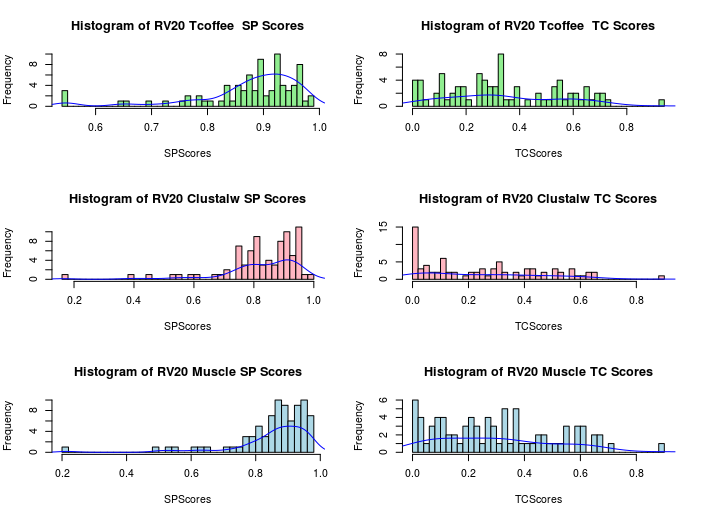 Histogram of RV20 Tcoffee  SP Scores
Frequency
0 4 8
0.6 0.7 0.8 0.9 1.0
SPScores
Histogram of RV20 Tcoffee  TC Scores
Frequency
0 4 8
0.0 0.2 0.4 0.6 0.8
TCScores
Histogram of RV20 Clustalw SP Scores
Frequency
0 4 8
0.2 0.4 0.6 0.8 1.0
SPScores
Histogram of RV20 Clustalw TC Scores
Frequency
0 5 15
0.0 0.2 0.4 0.6 0.8
TCScores
Histogram of RV20 Muscle SP Scores
Frequency
0 4 8
0.2 0.4 0.6 0.8 1.0
SPScores
Histogram of RV20 Muscle TC Scores
Frequency
0 2 4 6
0.0 0.2 0.4 0.6 0.8
TCScores